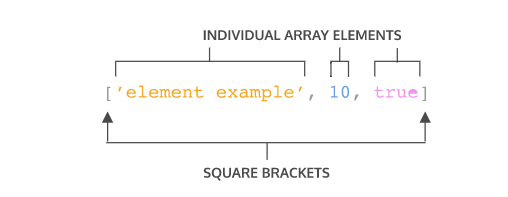 INDIVIDUAL ARRAY ELEMENTS
['element example', 10, true]
SQUARE BRACKETS